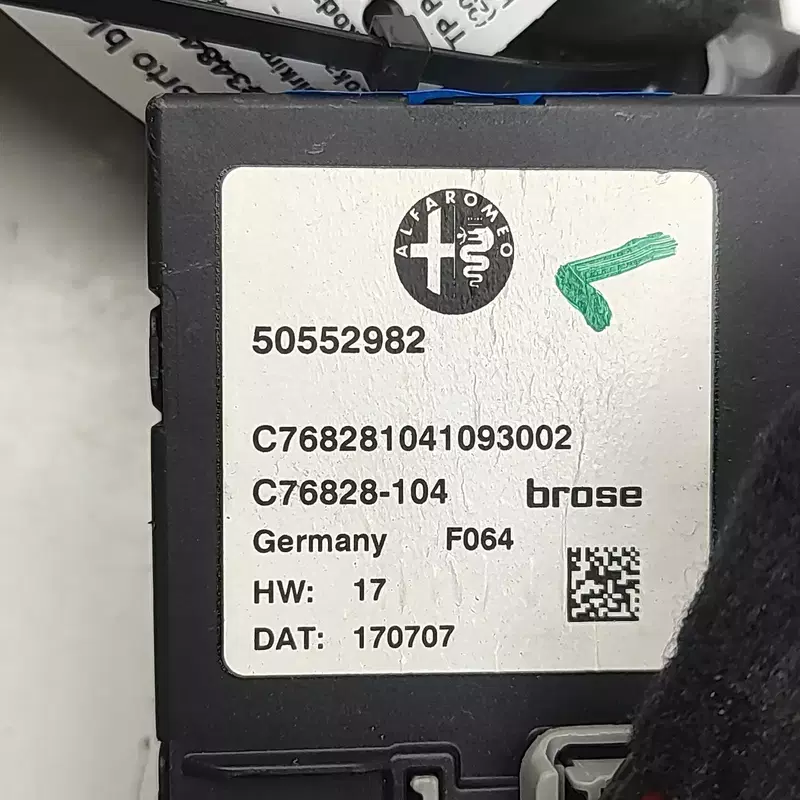 ALFA ROMEO
50552982
C768281041093002
C76828-104 brose
Germany F064
HW: 17
DAT: 170707